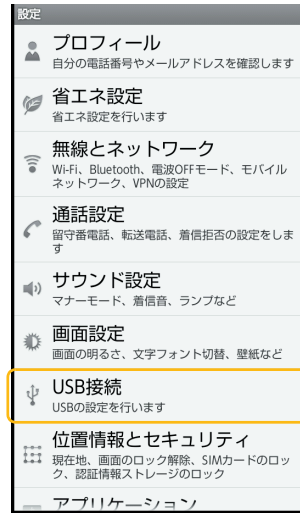 設定
プロフィール
自分の電話番号やメールアドレスを確認します
省エネ設定
省エネ設定を行います
無線とネットワーク
Wi-Fi、Bluetooth、電波OFFモード、モバイル
ネットワーク、VPNの設定
通話設定
留守番電話、転送電話、着信拒否の設定をしま
す
サウンド設定
マナーモード、着信音、ランプなど
画面設定
画面の明るさ、文字フォント切替、壁紙など
USB接続
USBの設定を行います
位置情報とセキュリティ
現在地、画面のロック解除、SIMカードのロッ
ク、認証情報ストレージのロック
アプリケーション